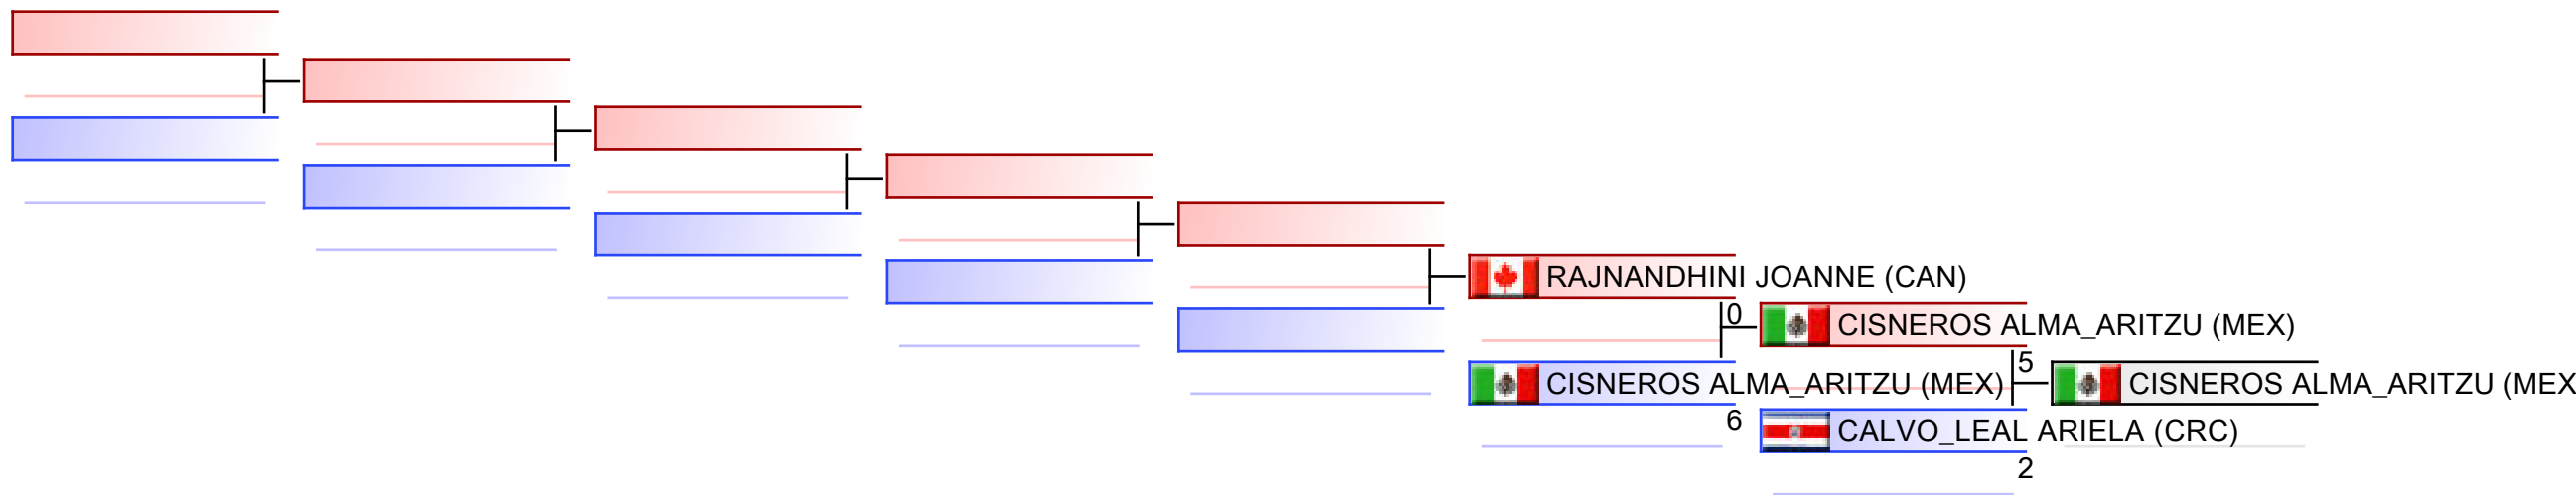 RAJNANDHINI JOANNE (CAN)
0
CISNEROS ALMA_ARITZU (MEX)
5
CISNEROS ALMA_ARITZU (MEX)
CISNEROS ALMA_ARITZU (MEX
6
CALVO_LEAL ARIELA (CRC)
2